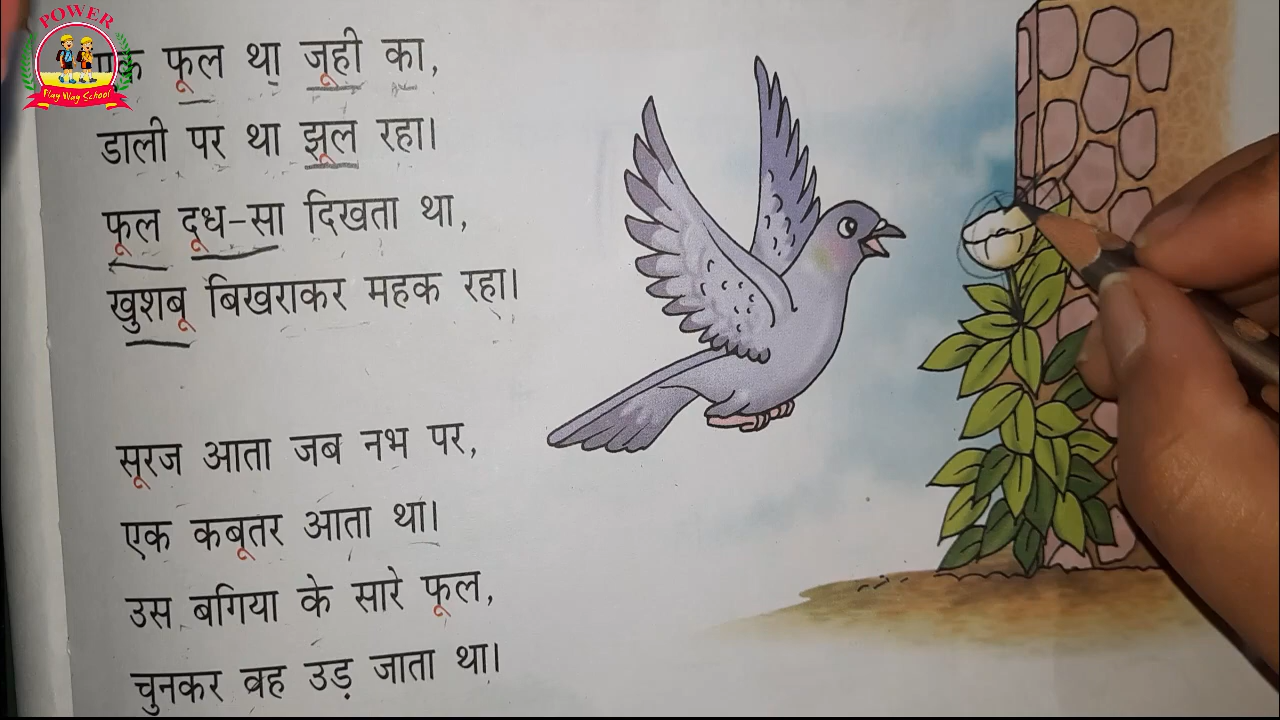 POWER
Play Way School
एक फूल था जूही का,
डाली पर था झूल रहा।
फूल दूध-सा दिखता था,
खुशबू बिखराकर महक रहा।
सूरज आता जब नभ पर,
एक कबूतर आता था।
उस बगिया के सारे फूल,
चुनकर वह उड़ जाता था।